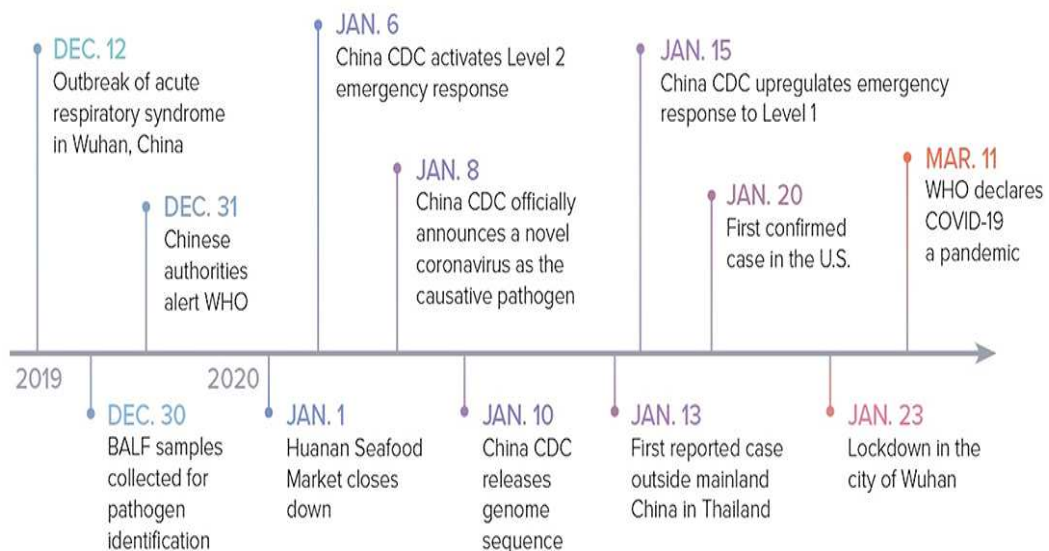 DEC. 12
Outbreak of acute
respiratory syndrome
in Wuhan, China
DEC. 31
Chinese
authorities
alert WHO
JAN. 6
China CDC activates Level 2
emergency response
JAN. 8
China CDC officially
announces a novel
coronavirus as the
causative pathogen
JAN. 15
China CDC upregulates emergency
response to Level 1
JAN. 20
First confirmed
case in the U.S.
MAR. 11
WHO declares
COVID-19
a pandemic
2019
2020
DEC. 30
BALF samples
collected for
pathogen
identification
JAN. 1
Huanan Seafood
Market closes
down
JAN. 10
China CDC
releases
genome
sequence
JAN. 13
First reported case
outside mainland
China in Thailand
JAN. 23
Lockdown in the
city of Wuhan